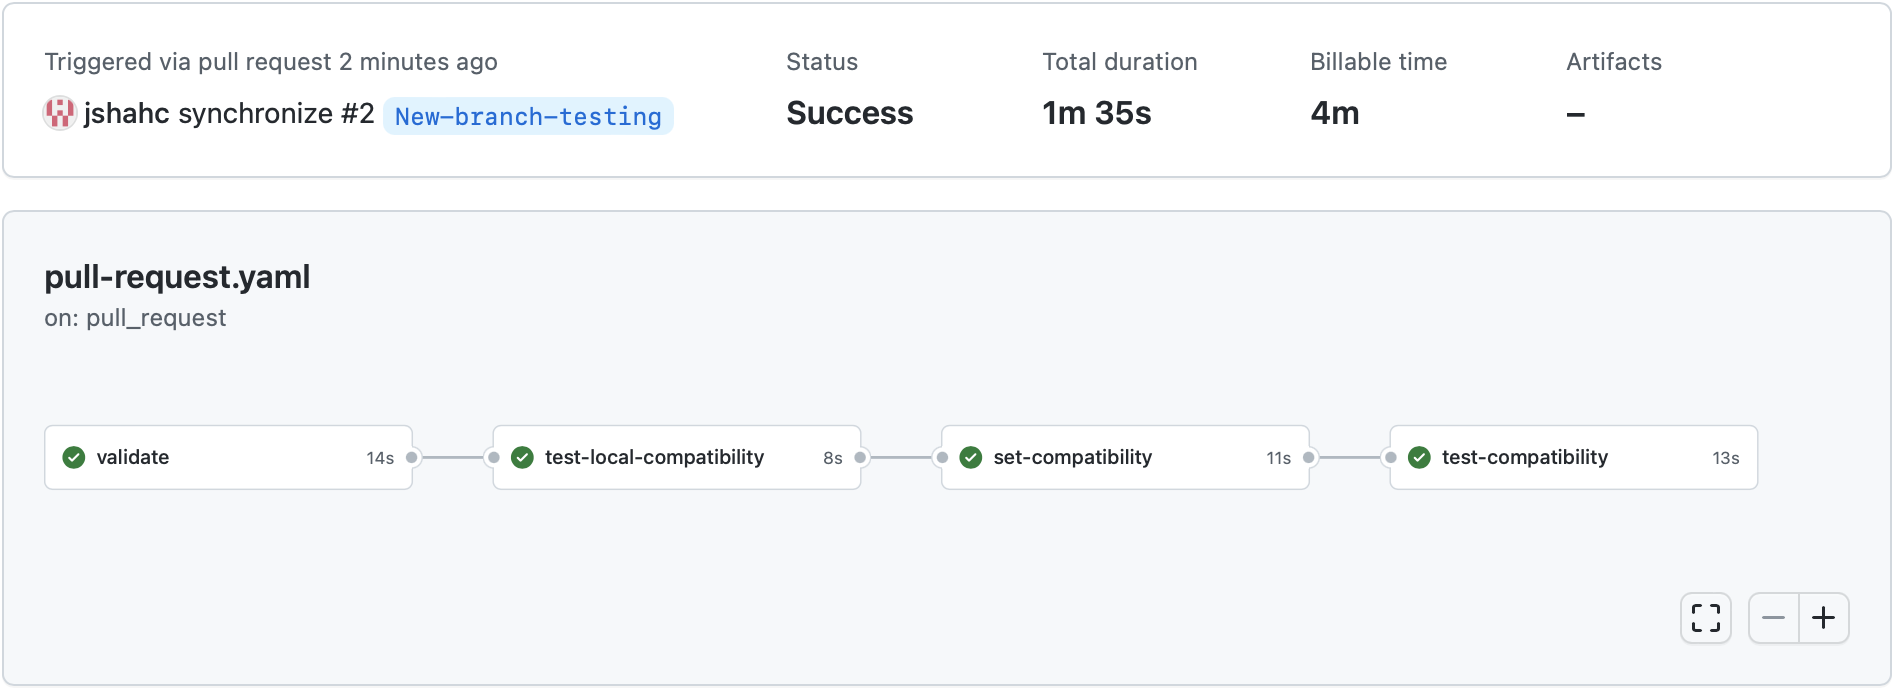 Triggered via pull request 2 minutes ago
jshahc synchronize #2 New-branch-testing
Status
Success
Total duration
1m 35s
Billable time
4m
Artifacts
–
pull-request.yaml
on: pull_request
validate 14s
test-local-compatibility 8s
set-compatibility 11s
test-compatibility 13s